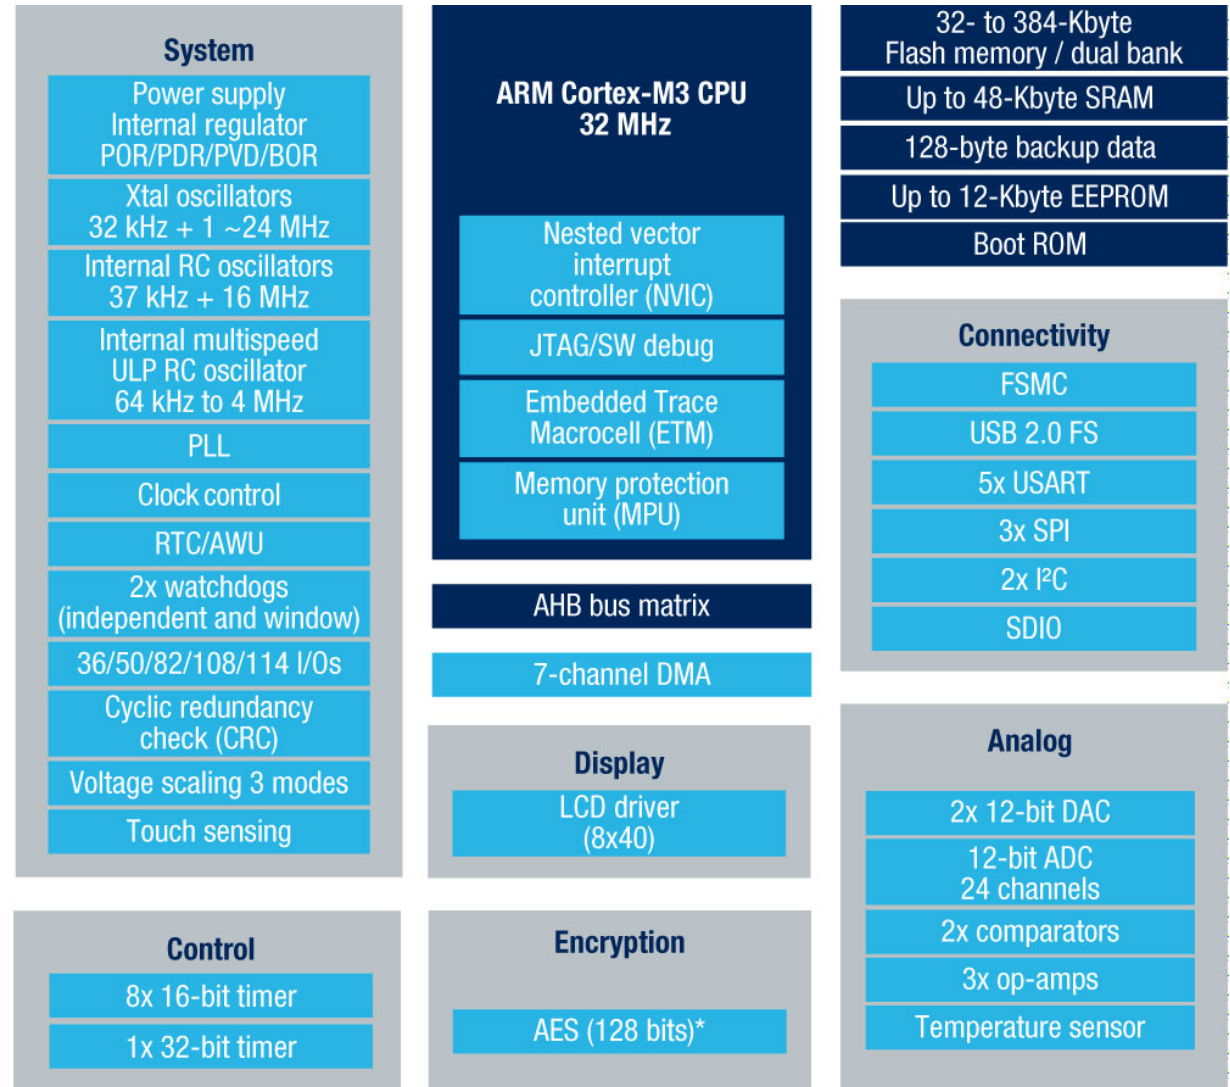 System
Power supply
Internal regulator
POR/PDR/PVD/BOR
Xtal oscillators
32 kHz + 1 ~24 MHz
Internal RC oscillators
37 kHz + 16 MHz
Internal multispeed
ULP RC oscillator
64 kHz to 4 MHz
PLL
Clock control
RTC/AWU
2x watchdogs
(independent and window)
36/50/82/108/114 I/Os
Cyclic redundancy
check (CRC)
Voltage scaling 3 modes
Touch sensing
Control
8x 16-bit timer
1x 32-bit timer
ARM Cortex-M3 CPU
32 MHz
Nested vector
interrupt
controller (NVIC)
JTAG/SW debug
Embedded Trace
Macrocell (ETM)
Memory protection
unit (MPU)
AHB bus matrix
7-channel DMA
Display
LCD driver
(8x40)
Encryption
AES (128 bits)*
32- to 384-Kbyte
Flash memory / dual bank
Up to 48-Kbyte SRAM
128-byte backup data
Up to 12-Kbyte EEPROM
Boot ROM
Connectivity
FSMC
USB 2.0 FS
5x USART
3x SPI
2x I²C
SDIO
Analog
2x 12-bit DAC
12-bit ADC
24 channels
2x comparators
3x op-amps
Temperature sensor